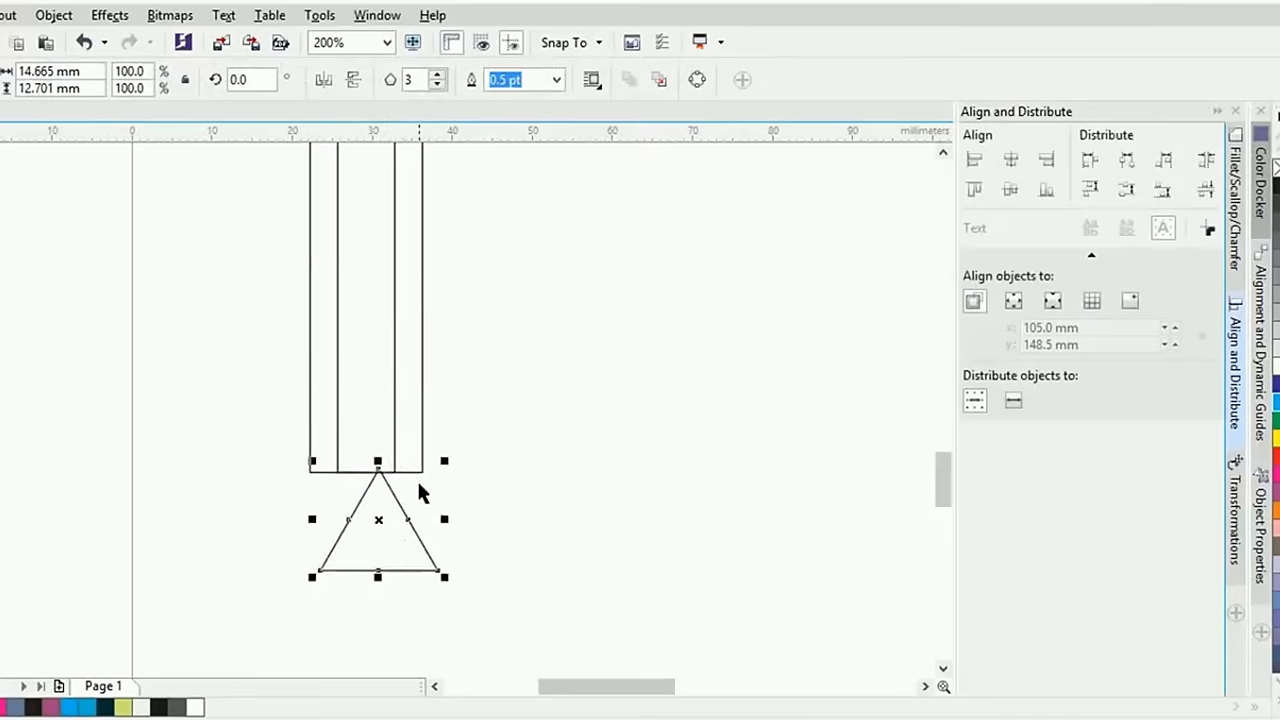 out Object Effects Bitmaps Text Table Tools Window Help
200% Snap To
14.665 mm 100.0 %
12.701 mm 100.0 %
0.0 ° 3 0.5 pt
Align and Distribute
10 0 10 20 30 40 50 60 70 80 90 millimeters
Align Distribute
Text
Align objects to:
x: 105.0 mm
y: 148.5 mm
Distribute objects to:
Fillet/Scallop/Chamfer
Align and Distribute
Transformations
Color Docker
Alignment and Dynamic Guides
Object Properties
Page 1